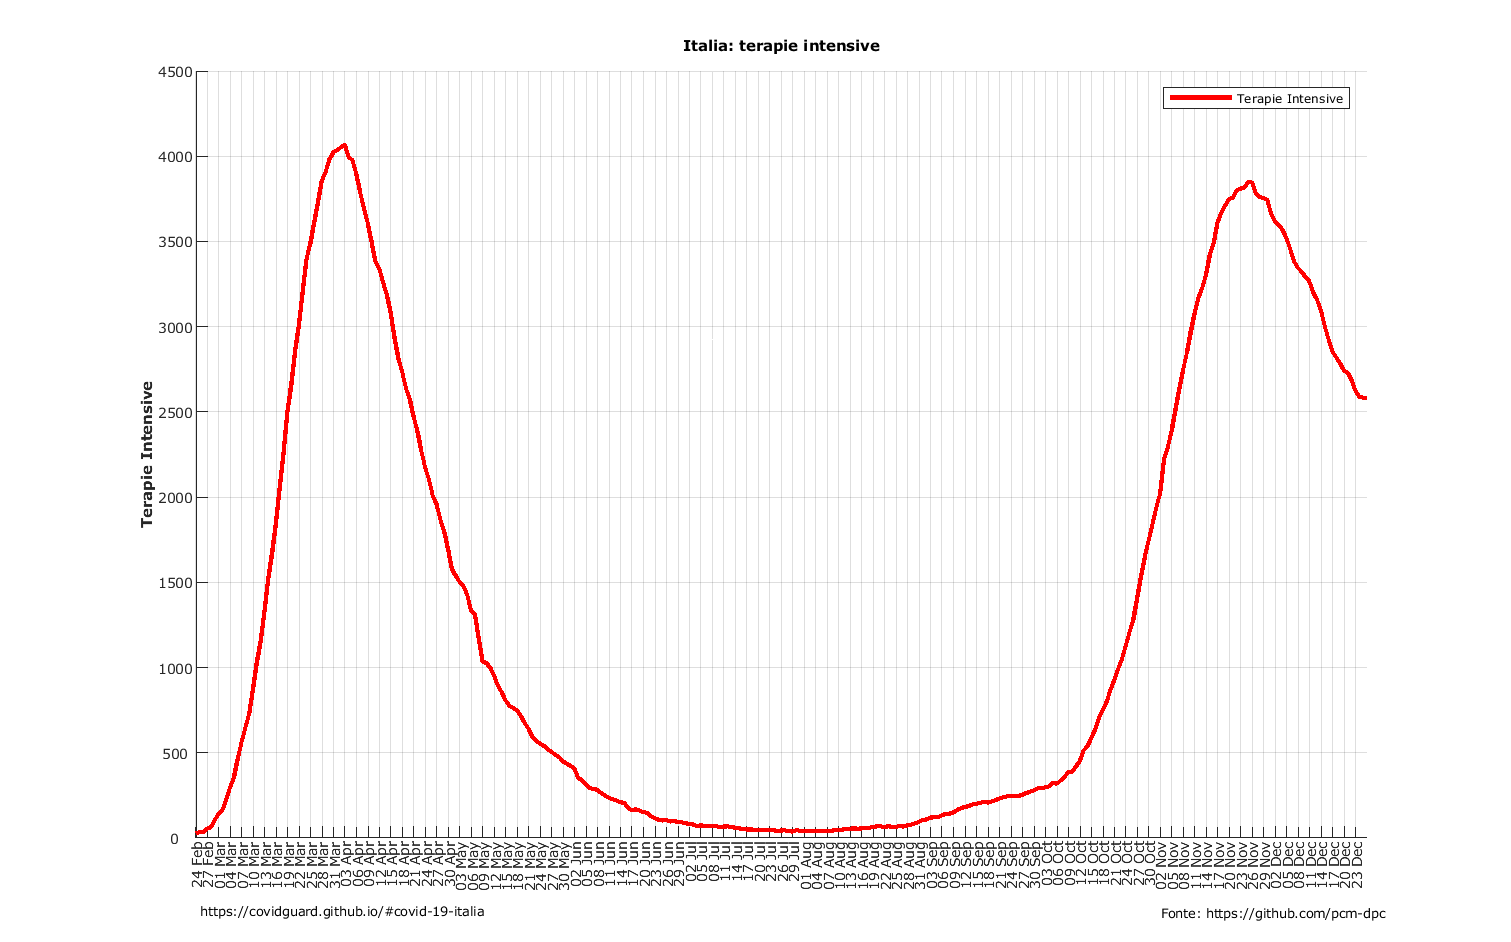 Italia: terapie intensive
Terapie Intensive
Terapie Intensive
4500
4000
3500
3000
2500
2000
1500
1000
500
0
24 Feb
27 Feb
01 Mar
04 Mar
07 Mar
10 Mar
13 Mar
16 Mar
19 Mar
22 Mar
25 Mar
28 Mar
31 Mar
03 Apr
06 Apr
09 Apr
12 Apr
15 Apr
18 Apr
21 Apr
24 Apr
27 Apr
30 Apr
03 May
06 May
09 May
12 May
15 May
18 May
21 May
24 May
27 May
30 May
02 Jun
05 Jun
08 Jun
11 Jun
14 Jun
17 Jun
20 Jun
23 Jun
26 Jun
29 Jun
02 Jul
05 Jul
08 Jul
11 Jul
14 Jul
17 Jul
20 Jul
23 Jul
26 Jul
29 Jul
01 Aug
04 Aug
07 Aug
10 Aug
13 Aug
16 Aug
19 Aug
22 Aug
25 Aug
28 Aug
31 Aug
03 Sep
06 Sep
09 Sep
12 Sep
15 Sep
18 Sep
21 Sep
24 Sep
27 Sep
30 Sep
03 Oct
06 Oct
09 Oct
12 Oct
15 Oct
18 Oct
21 Oct
24 Oct
27 Oct
30 Oct
02 Nov
05 Nov
08 Nov
11 Nov
14 Nov
17 Nov
20 Nov
23 Nov
26 Nov
29 Nov
02 Dec
05 Dec
08 Dec
11 Dec
14 Dec
17 Dec
20 Dec
23 Dec
https://covidguard.github.io/#covid-19-italia
Fonte: https://github.com/pcm-dpc